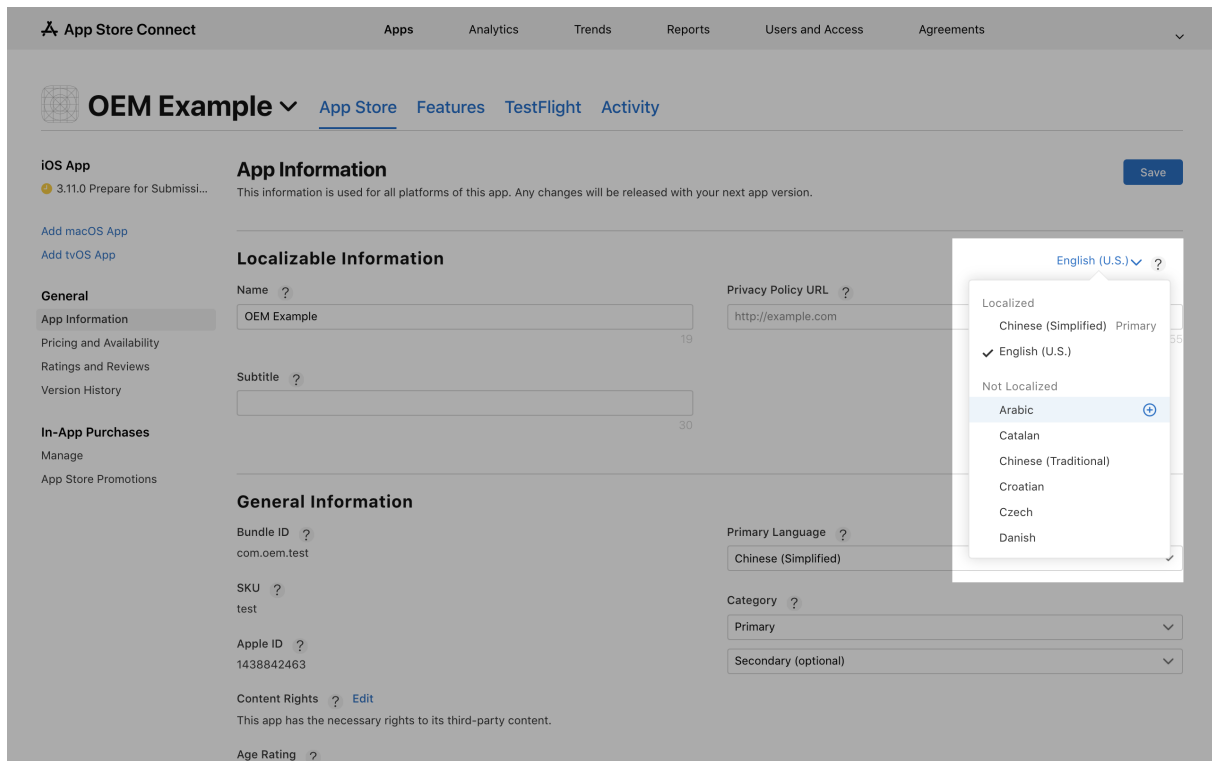 App Store Connect
Apps Analytics Trends Reports Users and Access Agreements
OEM Example App Store Features TestFlight Activity
iOS App
3.11.0 Prepare for Submissi...
Add macOS App
Add tvOS App
General
App Information
Pricing and Availability
Ratings and Reviews
Version History
In-App Purchases
Manage
App Store Promotions
App Information
Save
This information is used for all platforms of this app. Any changes will be released with your next app version.
Localizable Information
English (U.S.) ?
Name ?
OEM Example
19
Subtitle ?
30
Privacy Policy URL ?
http://example.com
55
Localized
Chinese (Simplified) Primary
English (U.S.)
Not Localized
Arabic
Catalan
Chinese (Traditional)
Croatian
Czech
Danish
General Information
Bundle ID ?
com.oem.test
SKU ?
test
Apple ID ?
1438842463
Content Rights ? Edit
This app has the necessary rights to its third-party content.
Age Rating ?
Primary Language ?
Chinese (Simplified)
Category ?
Primary
Secondary (optional)